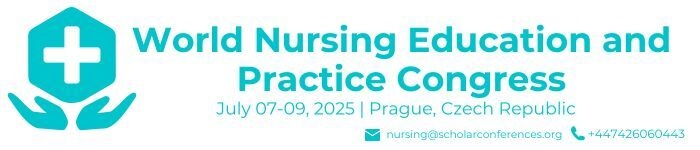 World Nursing Education and
Practice Congress
July 07-09, 2025 | Prague, Czech Republic
nursing@scholarconferences.org +447426060443